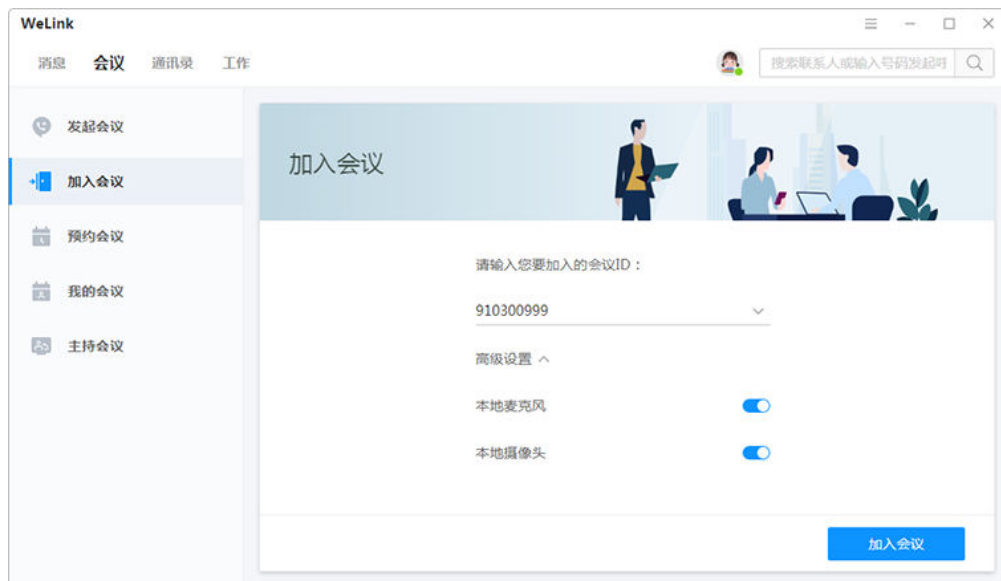 WeLink
消息 会议 通讯录 工作
搜索联系人或输入号码发起呼
发起会议
加入会议
预约会议
我的会议
主持会议
加入会议
请输入您要加入的会议ID：
910300999
高级设置
本地麦克风
本地摄像头
加入会议